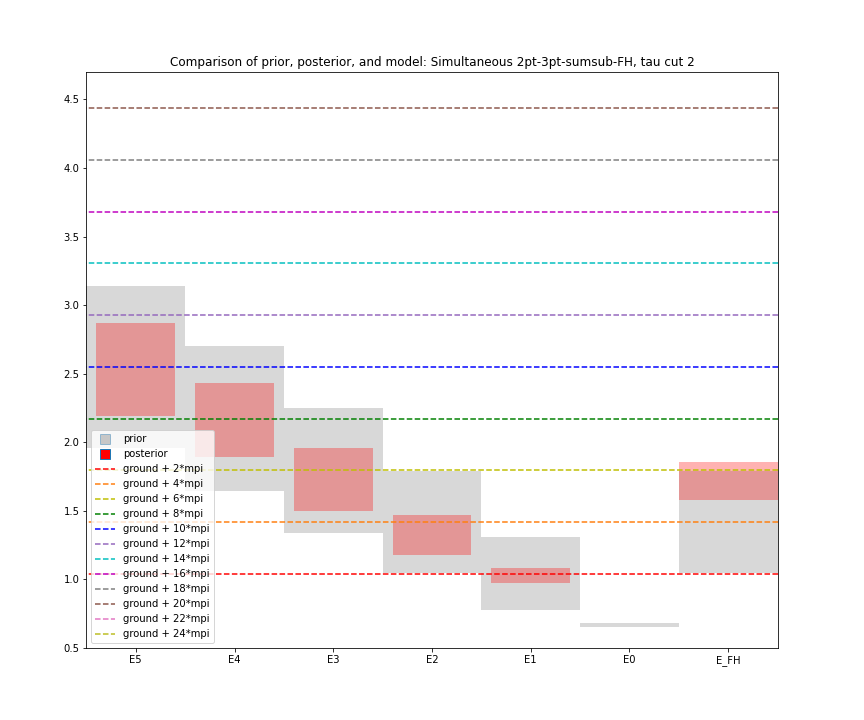 Comparison of prior, posterior, and model: Simultaneous 2pt-3pt-sumsub-FH, tau cut 2
4.5
4.0
3.5
3.0
2.5
2.0
1.5
1.0
0.5
prior
posterior
ground + 2*mpi
ground + 4*mpi
ground + 6*mpi
ground + 8*mpi
ground + 10*mpi
ground + 12*mpi
ground + 14*mpi
ground + 16*mpi
ground + 18*mpi
ground + 20*mpi
ground + 22*mpi
ground + 24*mpi
E5 E4 E3 E2 E1 E0 E_FH